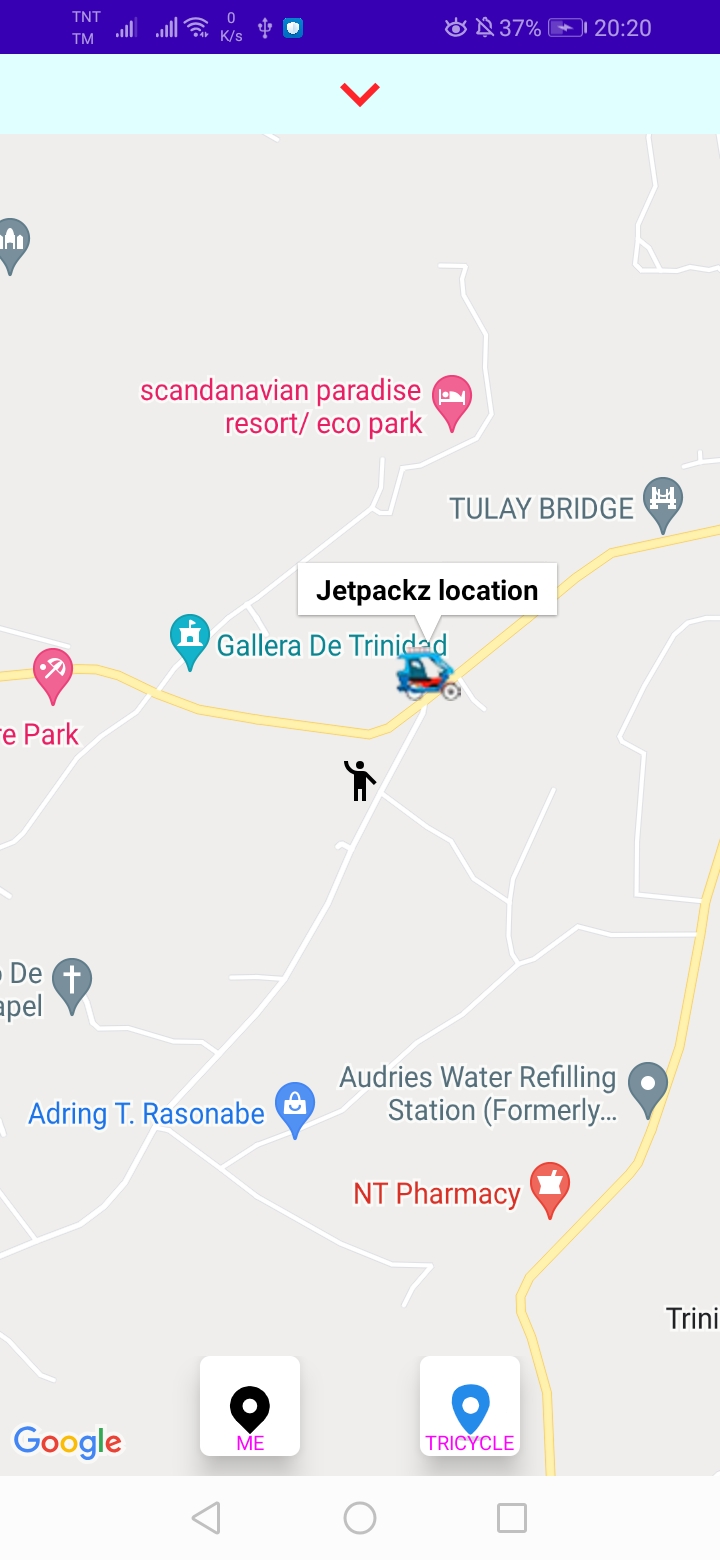 TNT
TM
0
K/s
37%
20:20
scandanavian paradise
resort/ eco park
TULAY BRIDGE
Jetpackz location
Gallera De Trinidad
re Park
De
apel
Audries Water Refilling
Station (Formerly...
Adring T. Rasonabe
NT Pharmacy
Trini
ME
TRICYCLE
Google